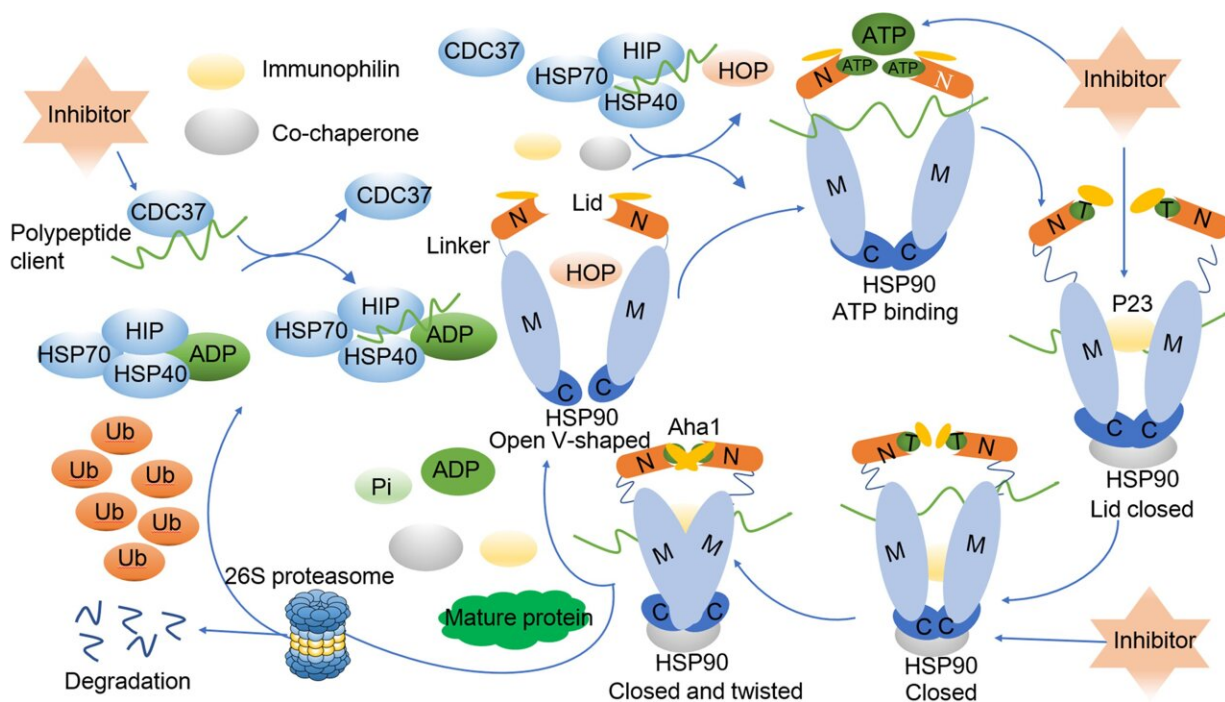 Inhibitor
Immunophilin
Co-chaperone
CDC37
Polypeptide
client
CDC37
HSP70
HIP
HSP40
ADP
HSP70
HIP
HSP40
ADP
CDC37
HSP70
HIP
HSP40
HOP
N
Lid
N
Linker
HOP
M
M
C
C
HSP90
Open V-shaped
ATP
ATP
ATP
N
N
M
M
C
C
HSP90
ATP binding
Inhibitor
N
T
T
N
P23
M
M
C
C
HSP90
Lid closed
N
T
T
N
M
M
C
C
HSP90
Closed
Inhibitor
Aha1
N
N
M
M
C
C
HSP90
Closed and twisted
Pi
ADP
Mature protein
Ub
Ub
Ub
Ub
Ub
Ub
26S proteasome
Degradation